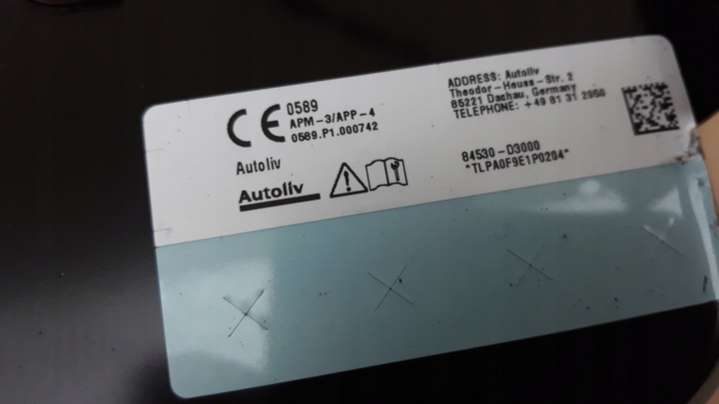 0589
APM-3/APP-4
0589.P1.000742
Autoliv
Autoliv
ADDRESS: Autoliv
Theodor-Heuss-Str. 2
85221 Dachau, Germany
TELEPHONE: +49 81 31 2950
84530-D3000
*TLPA0F9E1P0204*